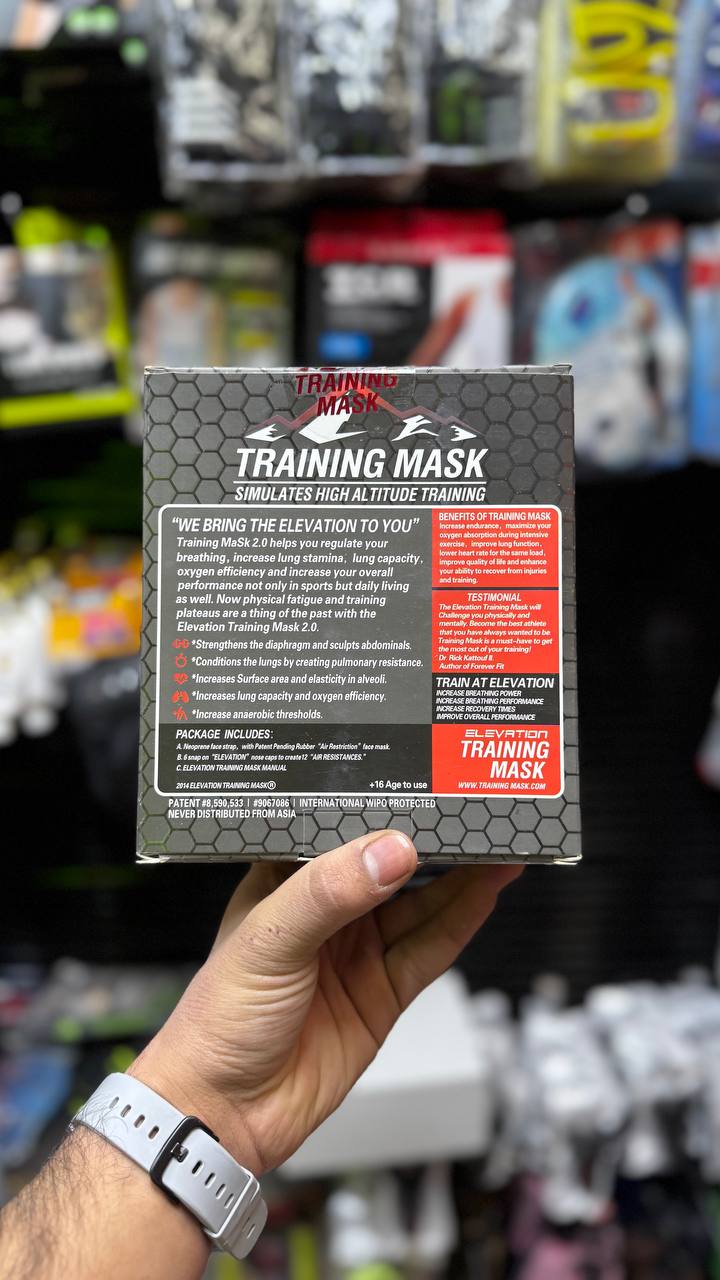 TRAINING
MASK
TRAINING MASK
SIMULATES HIGH ALTITUDE TRAINING
"WE BRING THE ELEVATION TO YOU"
Training MaSk 2.0 helps you regulate your
breathing, increase lung stamina, lung capacity,
oxygen efficiency and increase your overall
performance not only in sports but daily living
as well. Now physical fatigue and training
plateaus are a thing of the past with the
Elevation Training Mask 2.0.
*Strengthens the diaphragm and sculpts abdominals.
*Conditions the lungs by creating pulmonary resistance.
*Increases Surface area and elasticity in alveoli.
*Increases lung capacity and oxygen efficiency.
*Increase anaerobic thresholds.
PACKAGE INCLUDES:
A. Neoprene face strap, with Patent Pending Rubber "Air Restriction" face mask.
B. 6 snap on "ELEVATION" nose caps to create12 "AIR RESISTANCES."
C. ELEVATION TRAINING MASK MANUAL
2014 ELEVATION TRAINING MASK®
+16 Age to use
BENEFITS OF TRAINING MASK
Increase endurance, maximize your
oxygen absorption during intensive
exercise, improve lung function,
lower heart rate for the same load,
improve quality of life and enhance
your ability to recover from injuries
and training.
TESTIMONIAL
The Elevation Training Mask will
Challenge you physically and
mentally. Become the best athlete
that you have always wanted to be
Training Mask is a must-have to get
the most out of your training!
Dr. Rick Kattouf II.
Author of Forever Fit
TRAIN AT ELEVATION
INCREASE BREATHING POWER
INCREASE BREATHING PERFORMANCE
INCREASE RECOVERY TIMES
IMPROVE OVERALL PERFORMANCE
ELEVATION
TRAINING
MASK
WWW.TRAINING MASK.COM
PATENT #8,590,533 | #9067086 | INTERNATIONAL WIPO PROTECTED
NEVER DISTRIBUTED FROM ASIA